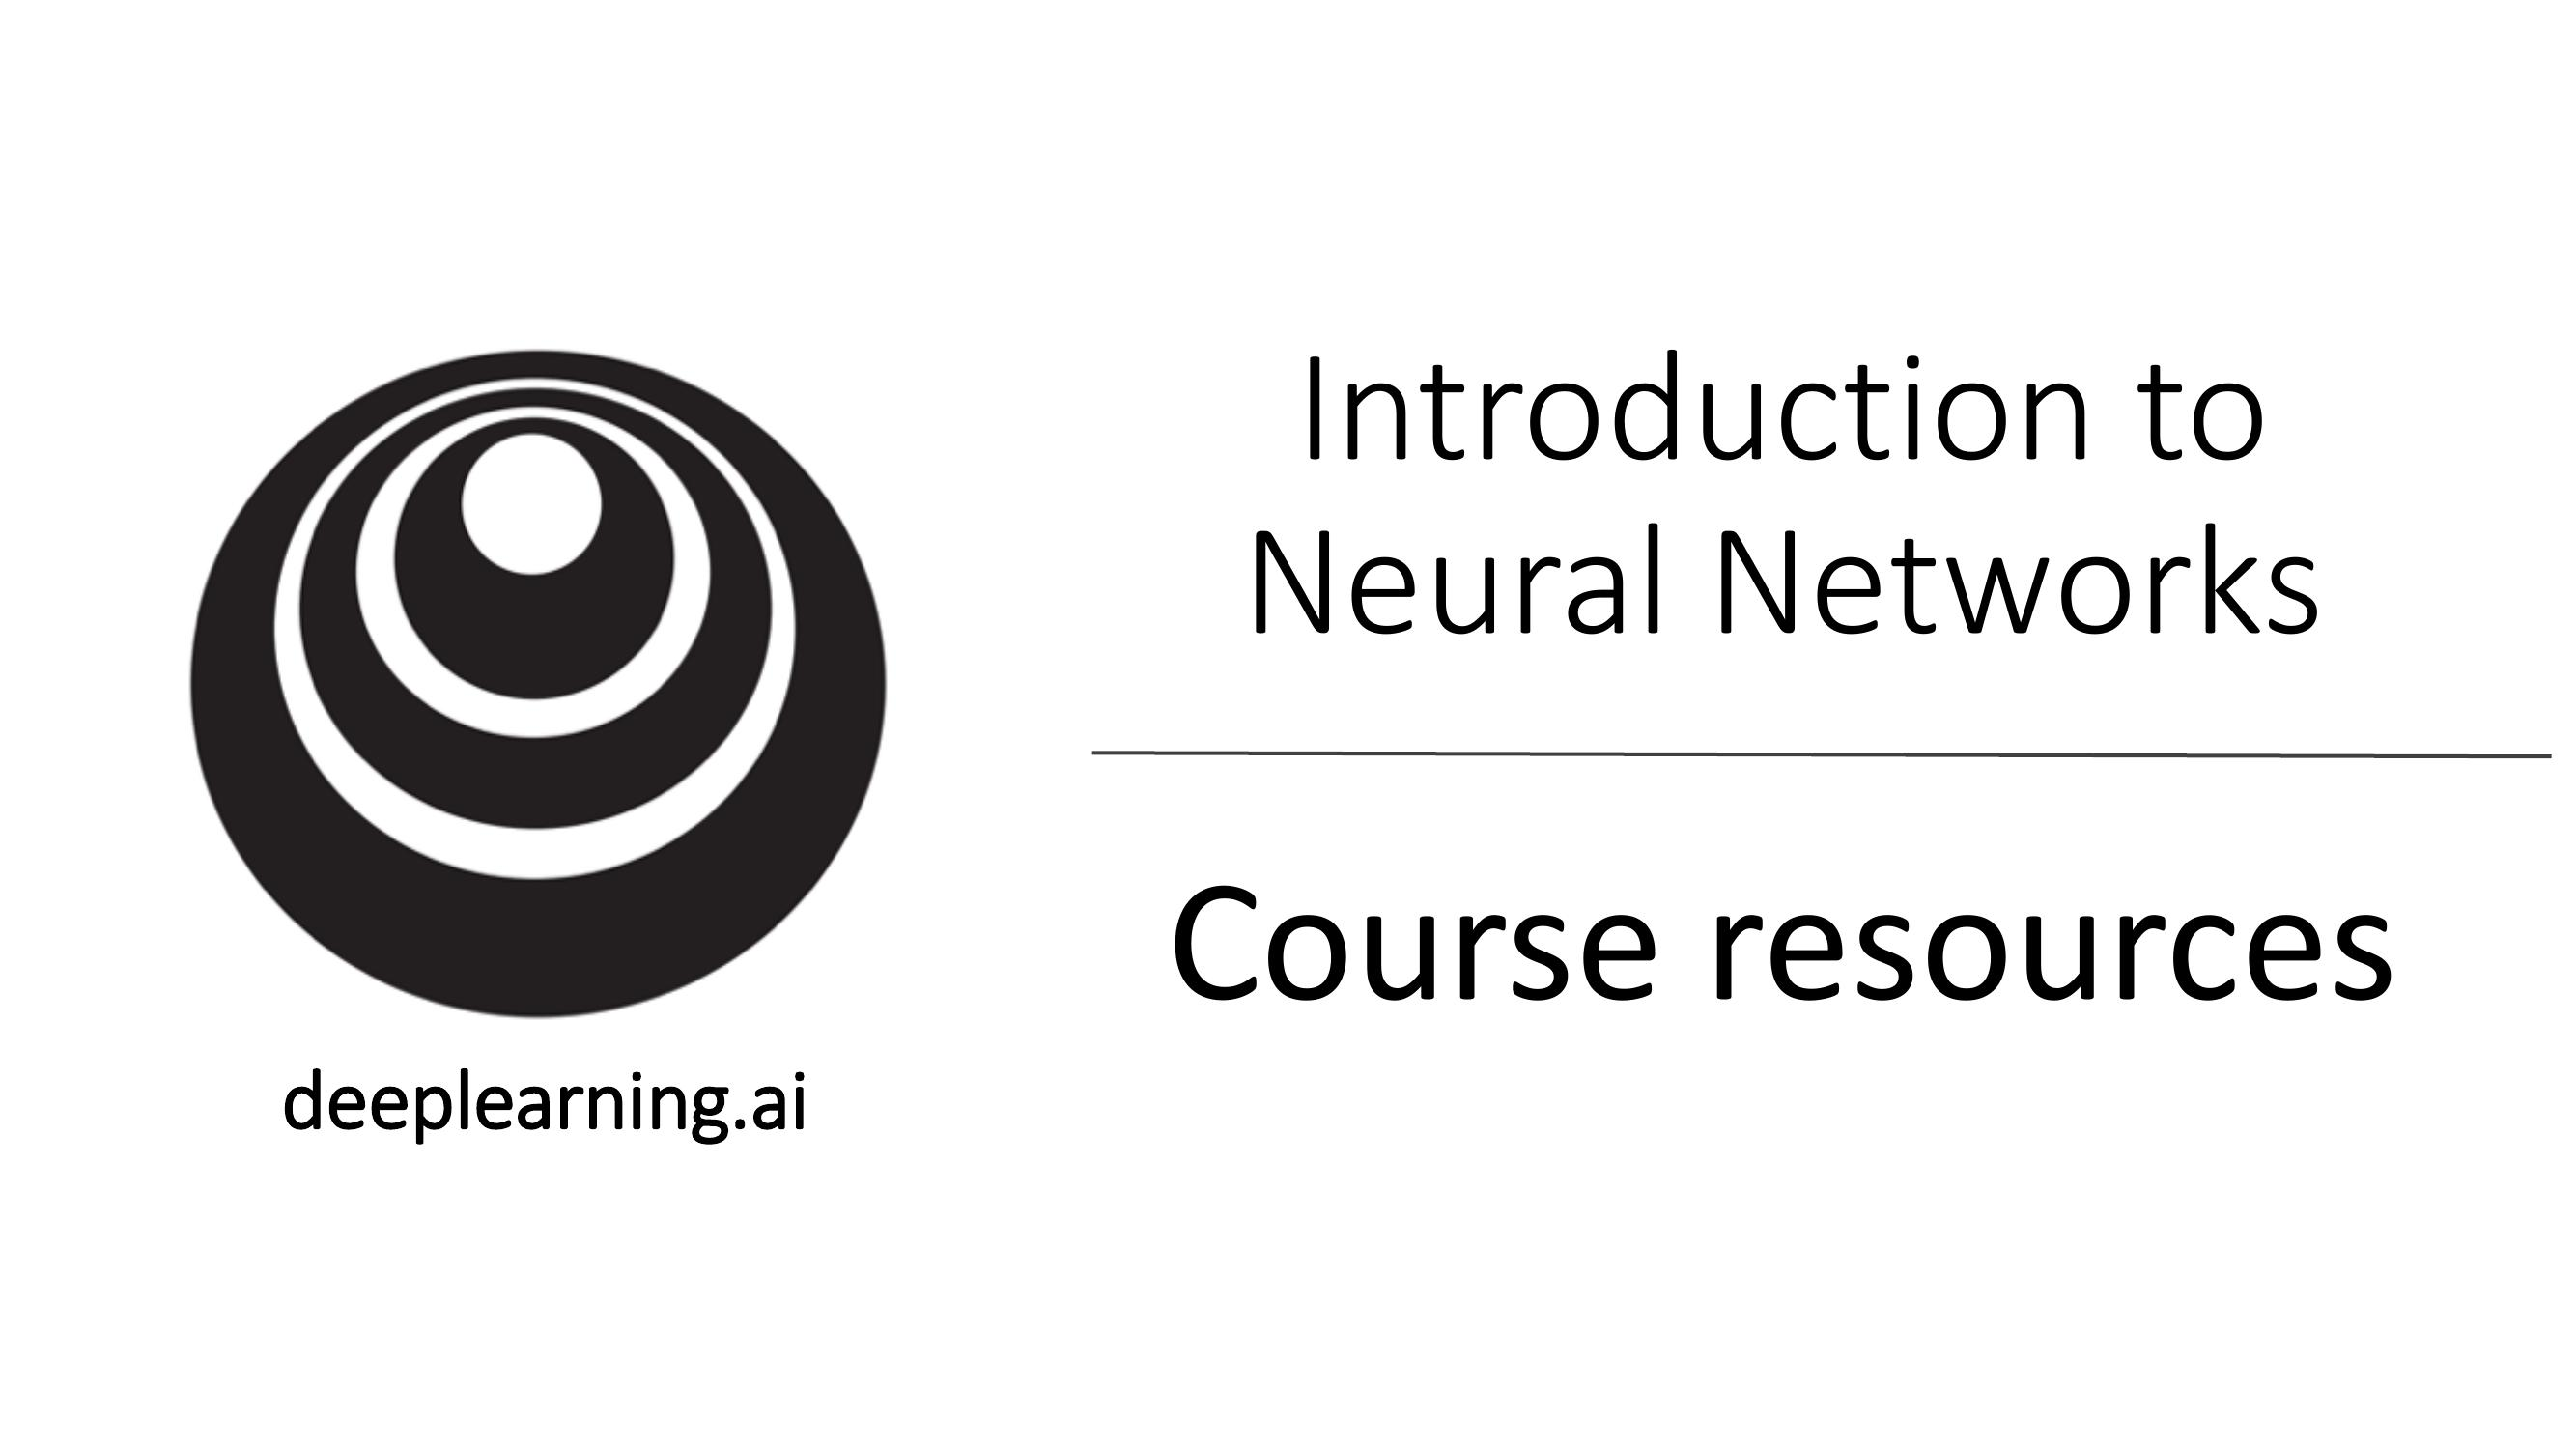 Introduction to
Neural Networks
Course resources
deeplearning.ai